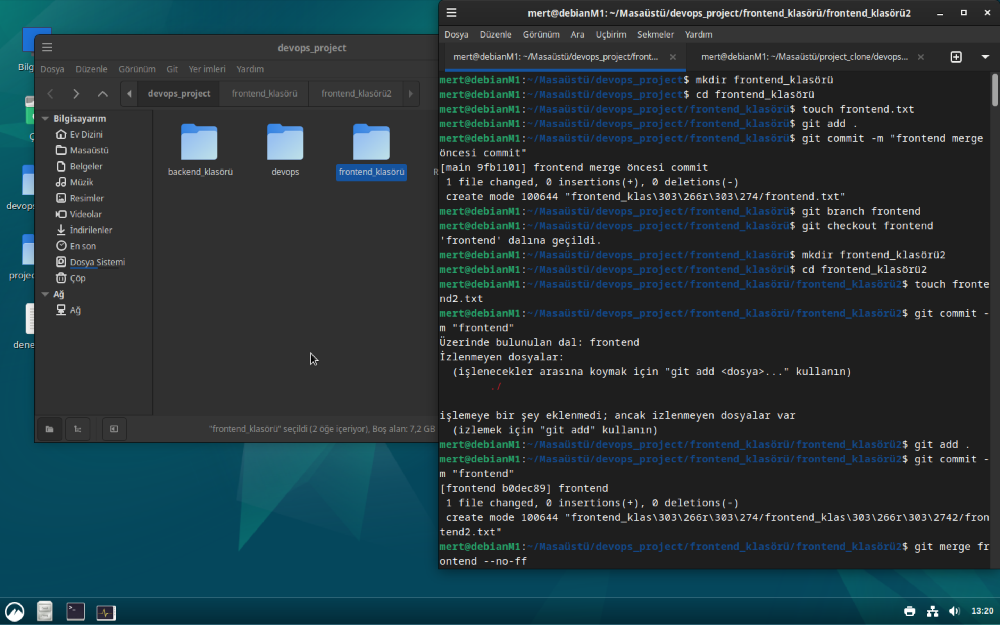 Bilg
Ç
devops
projec
dene
devops_project
Dosya Düzenle Görünüm Git Yer imleri Yardım
devops_project frontend_klasörü frontend_klasörü2
Bilgisayarım
Ev Dizini
Masaüstü
Belgeler
Müzik
Resimler
Videolar
İndirilenler
En son
Dosya Sistemi
Çöp
Ağ
Ağ
backend_klasörü devops frontend_klasörü R
"frontend_klasörü" seçildi (2 öğe içeriyor), Boş alan: 7,2 GB
mert@debianM1: ~/Masaüstü/devops_project/frontend_klasörü/frontend_klasörü2
Dosya Düzenle Görünüm Ara Uçbirim Sekmeler Yardım
mert@debianM1: ~/Masaüstü/devops_project/front... mert@debianM1: ~/Masaüstü/project_clone/devops...
mert@debianM1:~/Masaüstü/devops_project$ mkdir frontend_klasörü
mert@debianM1:~/Masaüstü/devops_project$ cd frontend_klasörü
mert@debianM1:~/Masaüstü/devops_project/frontend_klasörü$ touch frontend.txt
mert@debianM1:~/Masaüstü/devops_project/frontend_klasörü$ git add .
mert@debianM1:~/Masaüstü/devops_project/frontend_klasörü$ git commit -m "frontend merge
öncesi commit"
[main 9fb1101] frontend merge öncesi commit
1 file changed, 0 insertions(+), 0 deletions(-)
create mode 100644 "frontend_klas\303\266r\303\274/frontend.txt"
mert@debianM1:~/Masaüstü/devops_project/frontend_klasörü$ git branch frontend
mert@debianM1:~/Masaüstü/devops_project/frontend_klasörü$ git checkout frontend
'frontend' dalına geçildi.
mert@debianM1:~/Masaüstü/devops_project/frontend_klasörü$ mkdir frontend_klasörü2
mert@debianM1:~/Masaüstü/devops_project/frontend_klasörü$ cd frontend_klasörü2
mert@debianM1:~/Masaüstü/devops_project/frontend_klasörü/frontend_klasörü2$ touch fronte
nd2.txt
mert@debianM1:~/Masaüstü/devops_project/frontend_klasörü/frontend_klasörü2$ git commit -
m "frontend"
Üzerinde bulunulan dal: frontend
İzlenmeyen dosyalar:
(işlenecekler arasına koymak için "git add <dosya>..." kullanın)
./
işlemeye bir şey eklenmedi; ancak izlenmeyen dosyalar var
(izlemek için "git add" kullanın)
mert@debianM1:~/Masaüstü/devops_project/frontend_klasörü/frontend_klasörü2$ git add .
mert@debianM1:~/Masaüstü/devops_project/frontend_klasörü/frontend_klasörü2$ git commit -
m "frontend"
[frontend b0dec89] frontend
1 file changed, 0 insertions(+), 0 deletions(-)
create mode 100644 "frontend_klas\303\266r\303\274/frontend_klas\303\266r\303\2742/fron
tend2.txt"
mert@debianM1:~/Masaüstü/devops_project/frontend_klasörü/frontend_klasörü2$ git merge fr
ontend --no-ff
13:20